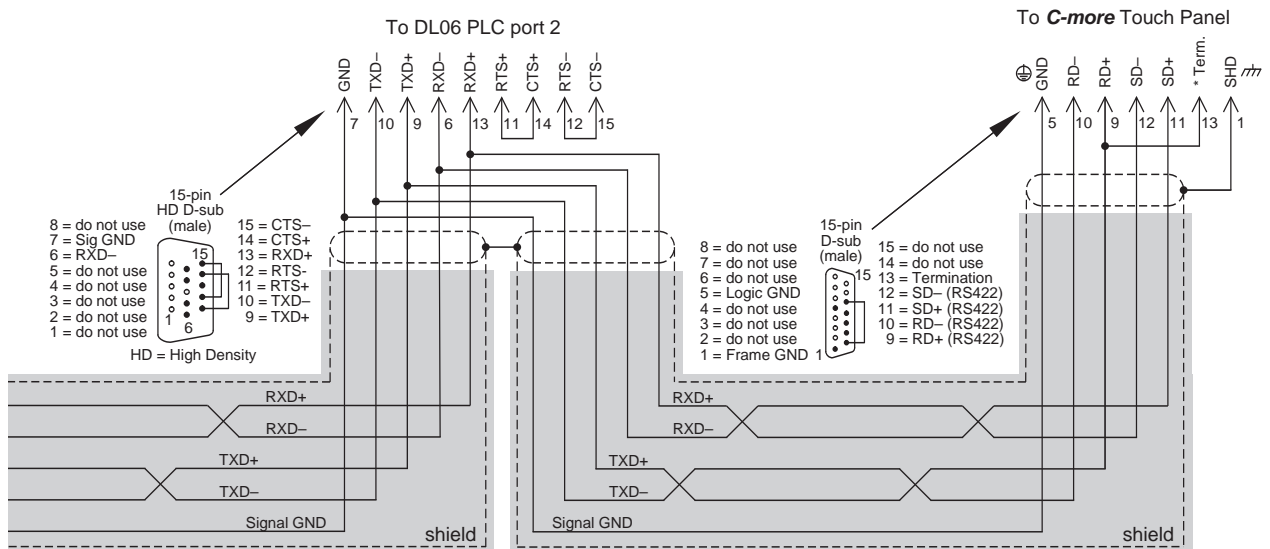 To DL06 PLC port 2
To C-more Touch Panel
GND
TXD–
TXD+
RXD–
RXD+
RTS+
CTS+
RTS–
CTS–
7
10
9
6
13
11
14
12
15
GND
RD–
RD+
SD–
SD+
* Term.
SHD
5
10
9
12
11
13
1
15-pin
HD D-sub
(male)
8 = do not use
7 = Sig GND
6 = RXD–
5 = do not use
4 = do not use
3 = do not use
2 = do not use
1 = do not use
15
1
6
15 = CTS–
14 = CTS+
13 = RXD+
12 = RTS-
11 = RTS+
10 = TXD–
9 = TXD+
HD = High Density
15-pin
D-sub
(male)
8 = do not use
7 = do not use
6 = do not use
5 = Logic GND
4 = do not use
3 = do not use
2 = do not use
1 = Frame GND
15
1
15 = do not use
14 = do not use
13 = Termination
12 = SD– (RS422)
11 = SD+ (RS422)
10 = RD– (RS422)
9 = RD+ (RS422)
RXD+
RXD–
TXD+
TXD–
Signal GND
shield
RXD+
RXD–
TXD+
TXD–
Signal GND
shield